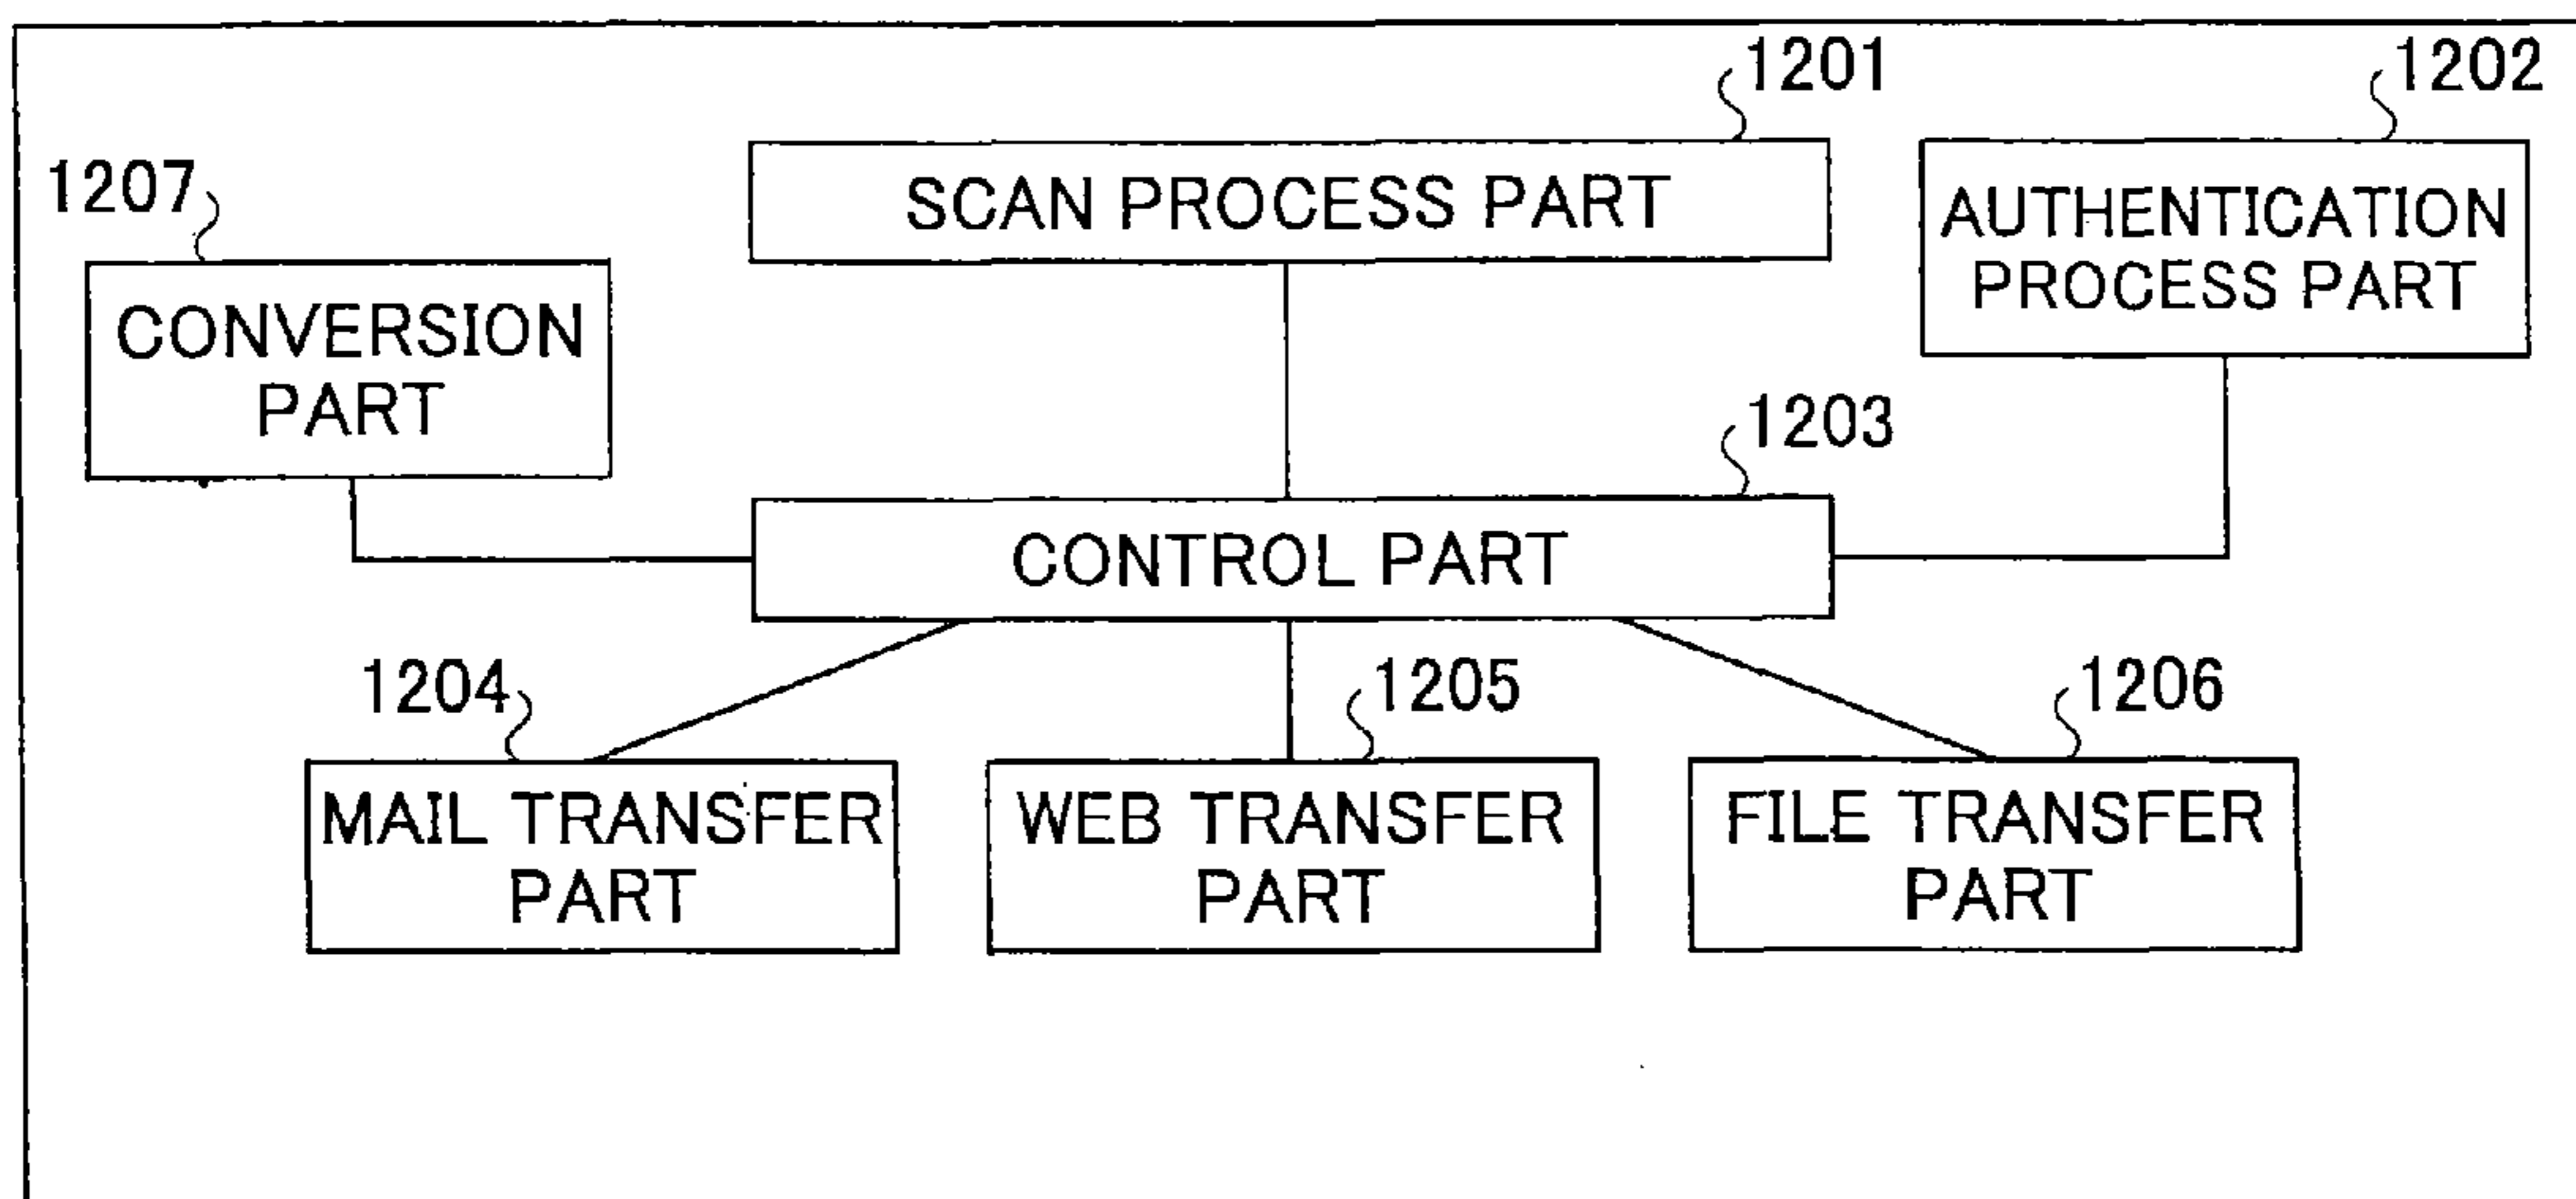 1201
1202
1207
SCAN PROCESS PART
AUTHENTICATION
PROCESS PART
CONVERSION
PART
1203
CONTROL PART
1204
1205
1206
MAIL TRANSFER
PART
WEB TRANSFER
PART
FILE TRANSFER
PART